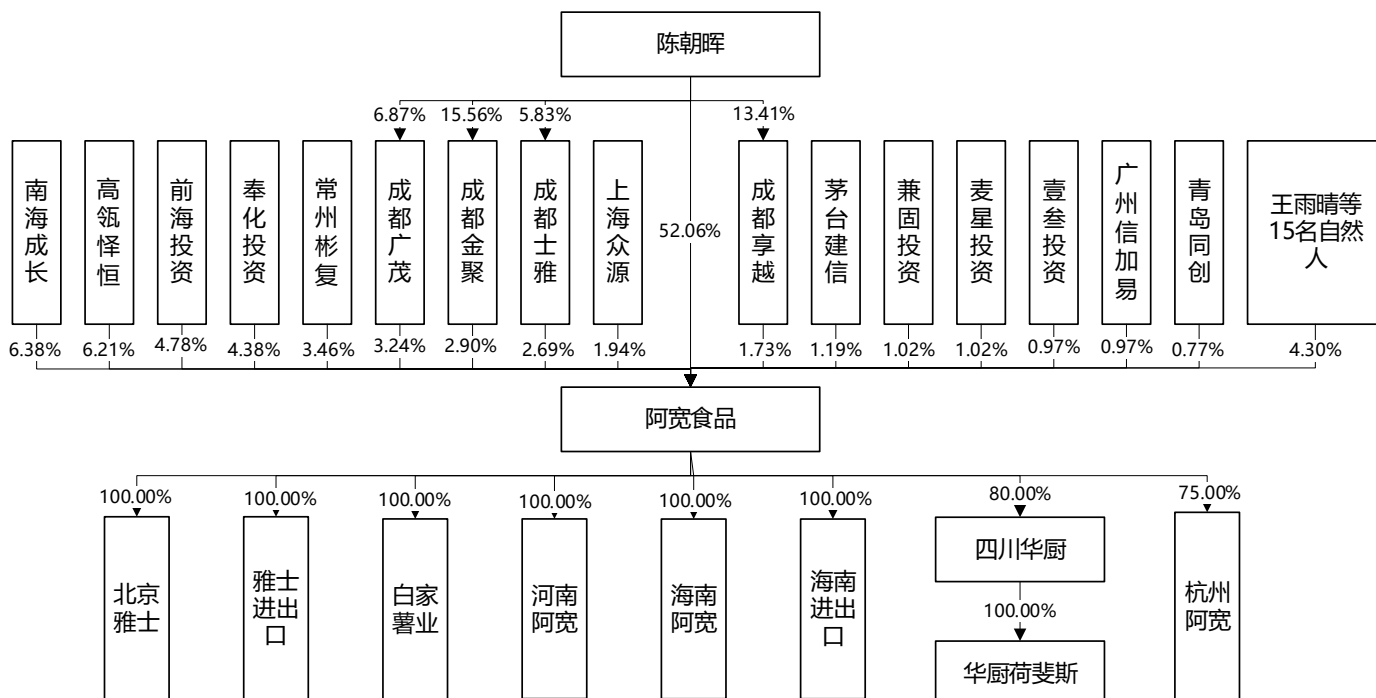 陈朝晖
6.87%
15.56%
5.83%
13.41%
南海成长
高瓴怿恒
前海投资
奉化投资
常州彬复
成都广茂
成都金聚
成都士雅
上海众源
52.06%
成都享越
茅台建信
兼固投资
麦星投资
壹叁投资
广州信加易
青岛同创
王雨晴等
15名自然
人
6.38%
6.21%
4.78%
4.38%
3.46%
3.24%
2.90%
2.69%
1.94%
1.73%
1.19%
1.02%
1.02%
0.97%
0.97%
0.77%
4.30%
阿宽食品
100.00%
100.00%
100.00%
100.00%
100.00%
100.00%
80.00%
75.00%
北京
雅士
雅士
进出
口
白家
薯业
河南
阿宽
海南
阿宽
海南
进出
口
四川华厨
100.00%
华厨荷斐斯
杭州
阿宽